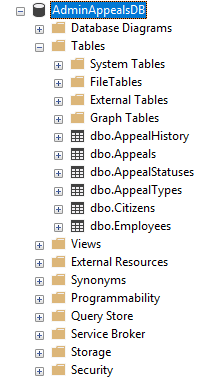 AdminAppealsDB
Database Diagrams
Tables
System Tables
FileTables
External Tables
Graph Tables
dbo.AppealHistory
dbo.Appeals
dbo.AppealStatuses
dbo.AppealTypes
dbo.Citizens
dbo.Employees
Views
External Resources
Synonyms
Programmability
Query Store
Service Broker
Storage
Security